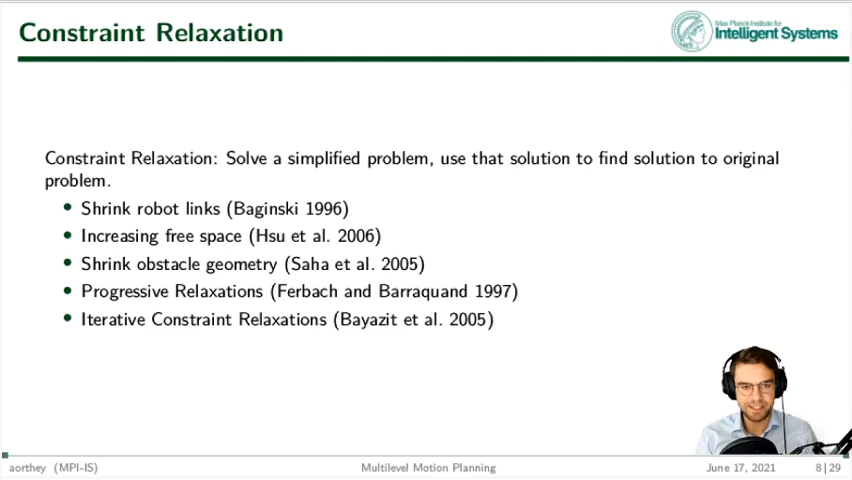 Constraint Relaxation
Max Planck Institute for
Intelligent Systems
Constraint Relaxation: Solve a simplified problem, use that solution to find solution to original
problem.
• Shrink robot links (Baginski 1996)
• Increasing free space (Hsu et al. 2006)
• Shrink obstacle geometry (Saha et al. 2005)
• Progressive Relaxations (Ferbach and Barraquand 1997)
• Iterative Constraint Relaxations (Bayazit et al. 2005)
aorthey (MPI-IS) Multilevel Motion Planning June 17, 2021 8|29